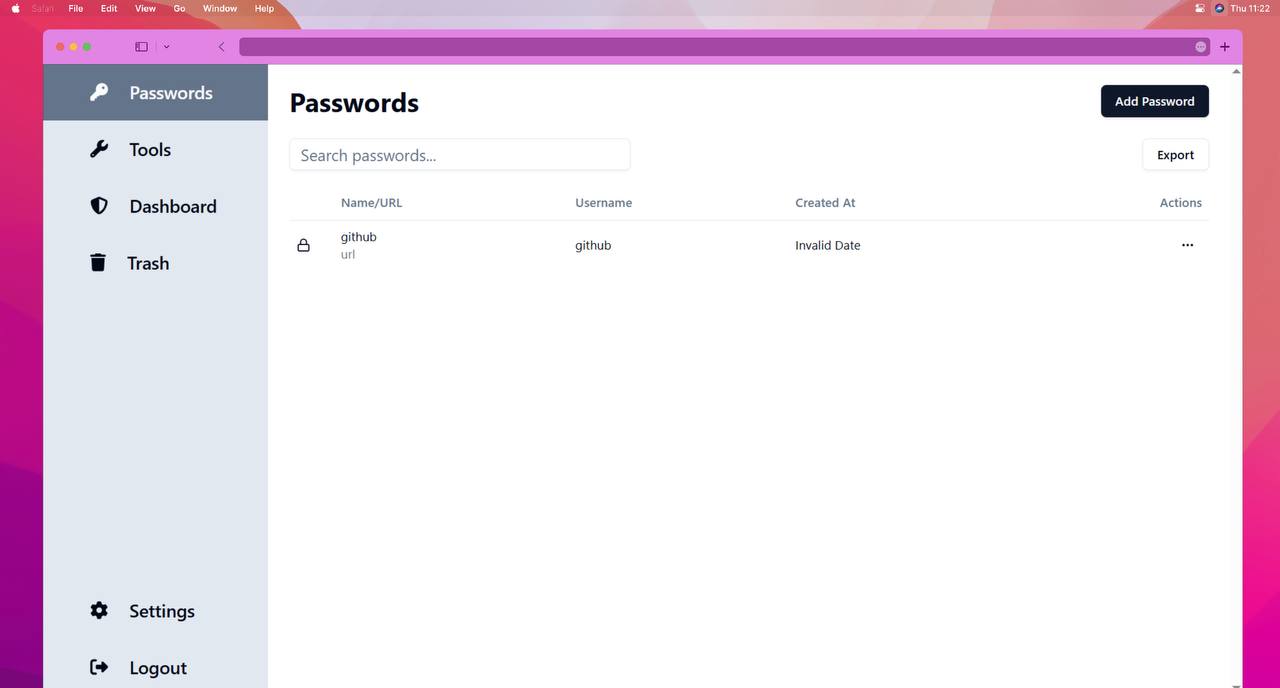 Safari File Edit View Go Window Help Thu 11:22
Passwords
Tools
Dashboard
Trash
Settings
Logout
Passwords
Add Password
Search passwords...
Export
Name/URL Username Created At Actions
github
url
github
Invalid Date